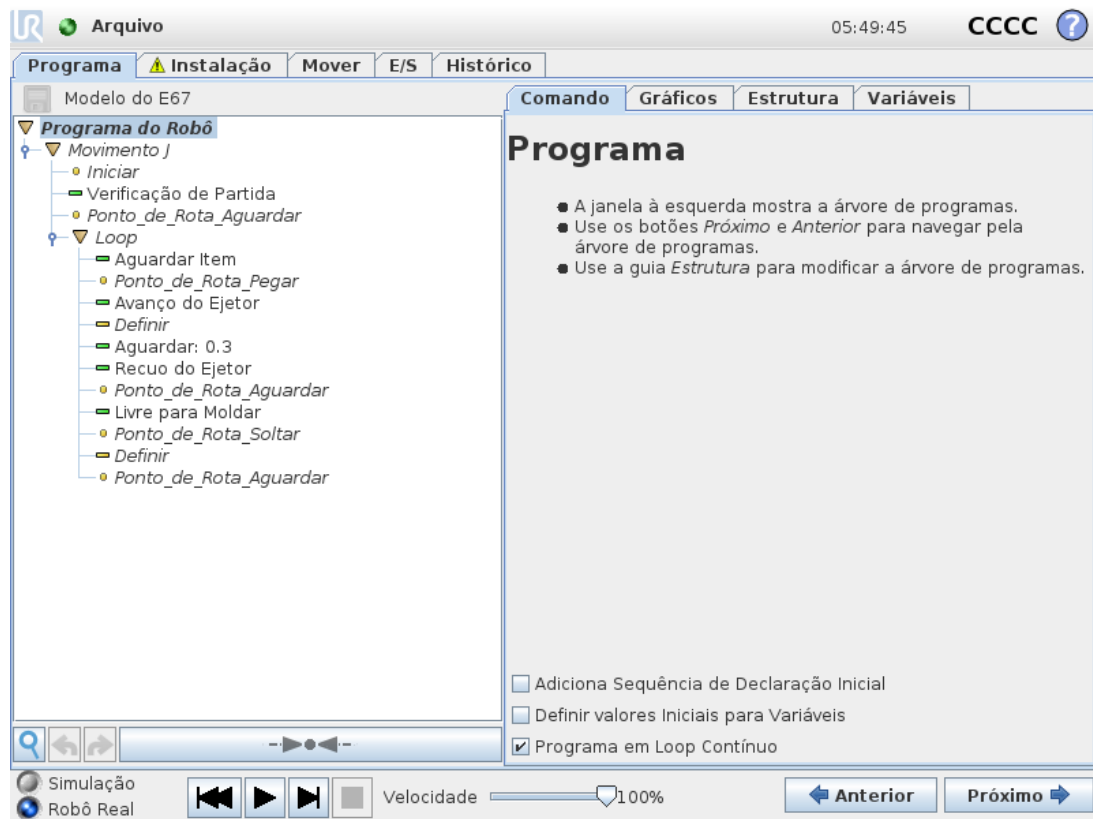 UR
Arquivo
05:49:45
CCCC
?
Programa
Instalação
Mover
E/S
Histórico
Modelo do E67
Programa do Robô
Movimento J
Iniciar
Verificação de Partida
Ponto_de_Rota_Aguardar
Loop
Aguardar Item
Ponto_de_Rota_Pegar
Avanço do Ejetor
Definir
Aguardar: 0.3
Recuo do Ejetor
Ponto_de_Rota_Aguardar
Livre para Moldar
Ponto_de_Rota_Soltar
Definir
Ponto_de_Rota_Aguardar
Comando
Gráficos
Estrutura
Variáveis
Programa
A janela à esquerda mostra a árvore de programas.
Use os botões Próximo e Anterior para navegar pela
árvore de programas.
Use a guia Estrutura para modificar a árvore de programas.
Adiciona Sequência de Declaração Inicial
Definir valores Iniciais para Variáveis
Programa em Loop Contínuo
Simulação
Robô Real
Velocidade
100%
Anterior
Próximo